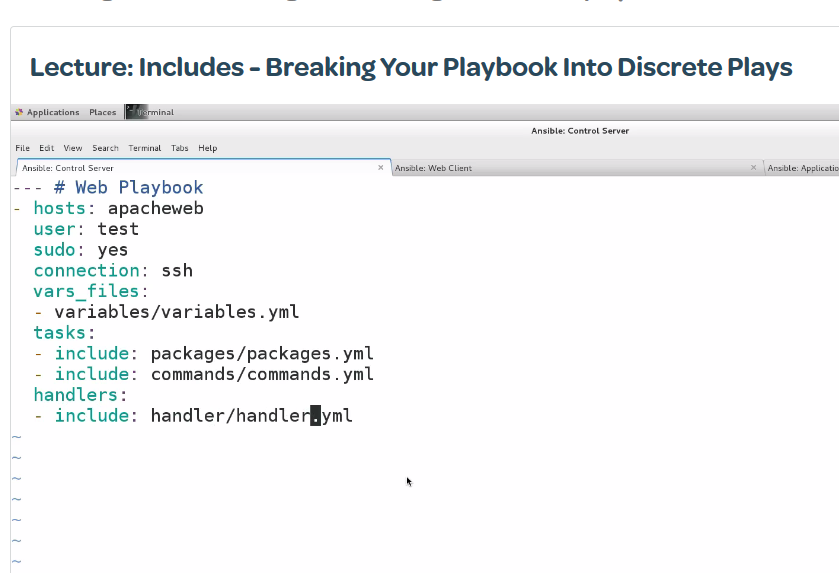 Lecture: Includes - Breaking Your Playbook Into Discrete Plays
Applications Places Terminal
Ansible: Control Server
File Edit View Search Terminal Tabs Help
Ansible: Control Server × Ansible: Web Client × Ansible: Applicatio
--- # Web Playbook
- hosts: apacheweb
  user: test
  sudo: yes
  connection: ssh
  vars_files:
  - variables/variables.yml
  tasks:
  - include: packages/packages.yml
  - include: commands/commands.yml
  handlers:
  - include: handler/handler.yml
~
~
~
~
~
~
~